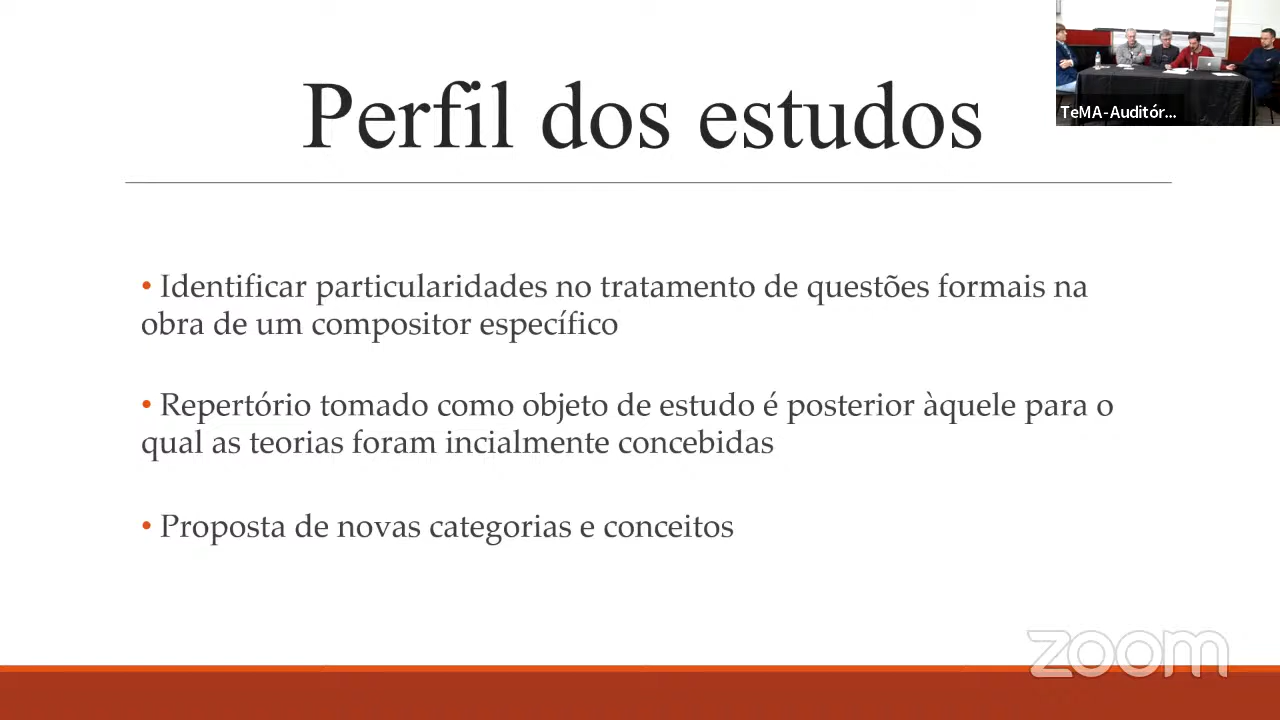 Perfil dos estudos
TeMA-Auditór...
• Identificar particularidades no tratamento de questões formais na
obra de um compositor específico
• Repertório tomado como objeto de estudo é posterior àquele para o
qual as teorias foram incialmente concebidas
• Proposta de novas categorias e conceitos
zoom